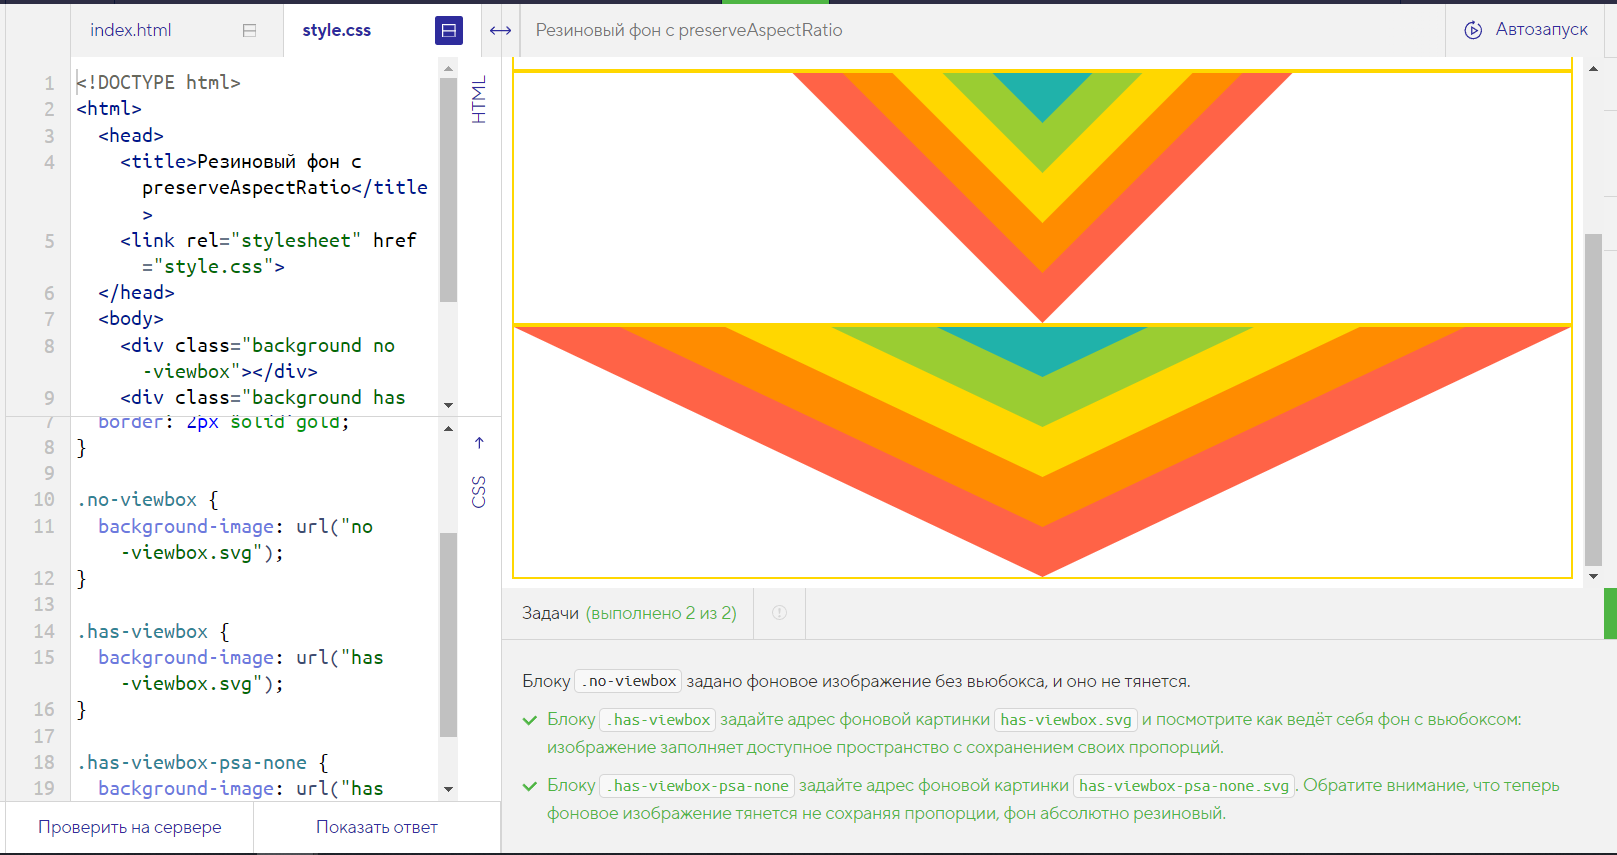 index.html
style.css
Резиновый фон с preserveAspectRatio
Автозапуск
1 <!DOCTYPE html>
2 <html>
3 <head>
4 <title>Резиновый фон с
preserveAspectRatio</title
>
5 <link rel="stylesheet" href
="style.css">
6 </head>
7 <body>
8 <div class="background no
-viewbox"></div>
9 <div class="background has
HTML
7 border: 2px solid gold;
8 }
9
10 .no-viewbox {
11 background-image: url("no
-viewbox.svg");
12 }
13
14 .has-viewbox {
15 background-image: url("has
-viewbox.svg");
16 }
17
18 .has-viewbox-psa-none {
19 background-image: url("has
CSS
Проверить на сервере
Показать ответ
Задачи (выполнено 2 из 2)
Блоку .no-viewbox задано фоновое изображение без вьюбокса, и оно не тянется.
Блоку .has-viewbox задайте адрес фоновой картинки has-viewbox.svg и посмотрите как ведёт себя фон с вьюбоксом:
изображение заполняет доступное пространство с сохранением своих пропорций.
Блоку .has-viewbox-psa-none задайте адрес фоновой картинки has-viewbox-psa-none.svg. Обратите внимание, что теперь
фоновое изображение тянется не сохраняя пропорции, фон абсолютно резиновый.